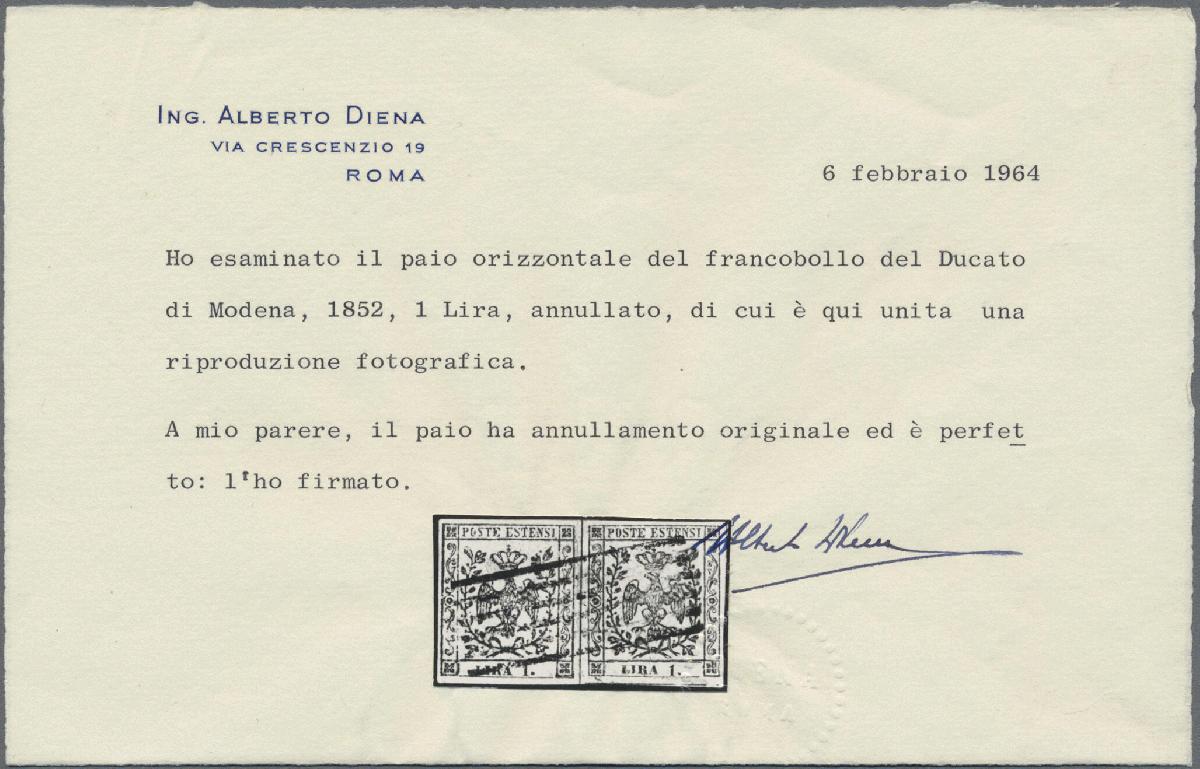 ING. ALBERTO DIENA
VIA CRESCENZIO 19
ROMA
6 febbraio 1964
Ho esaminato il paio orizzontale del francobollo del Ducato
di Modena, 1852, 1 Lira, annullato, di cui è qui unita una
riproduzione fotografica.
A mio parere, il paio ha annullamento originale ed è perfet
to: l'ho firmato.
Alberto Diena
POSTE ESTENSI POSTE ESTENSI
LIRA 1. LIRA 1.